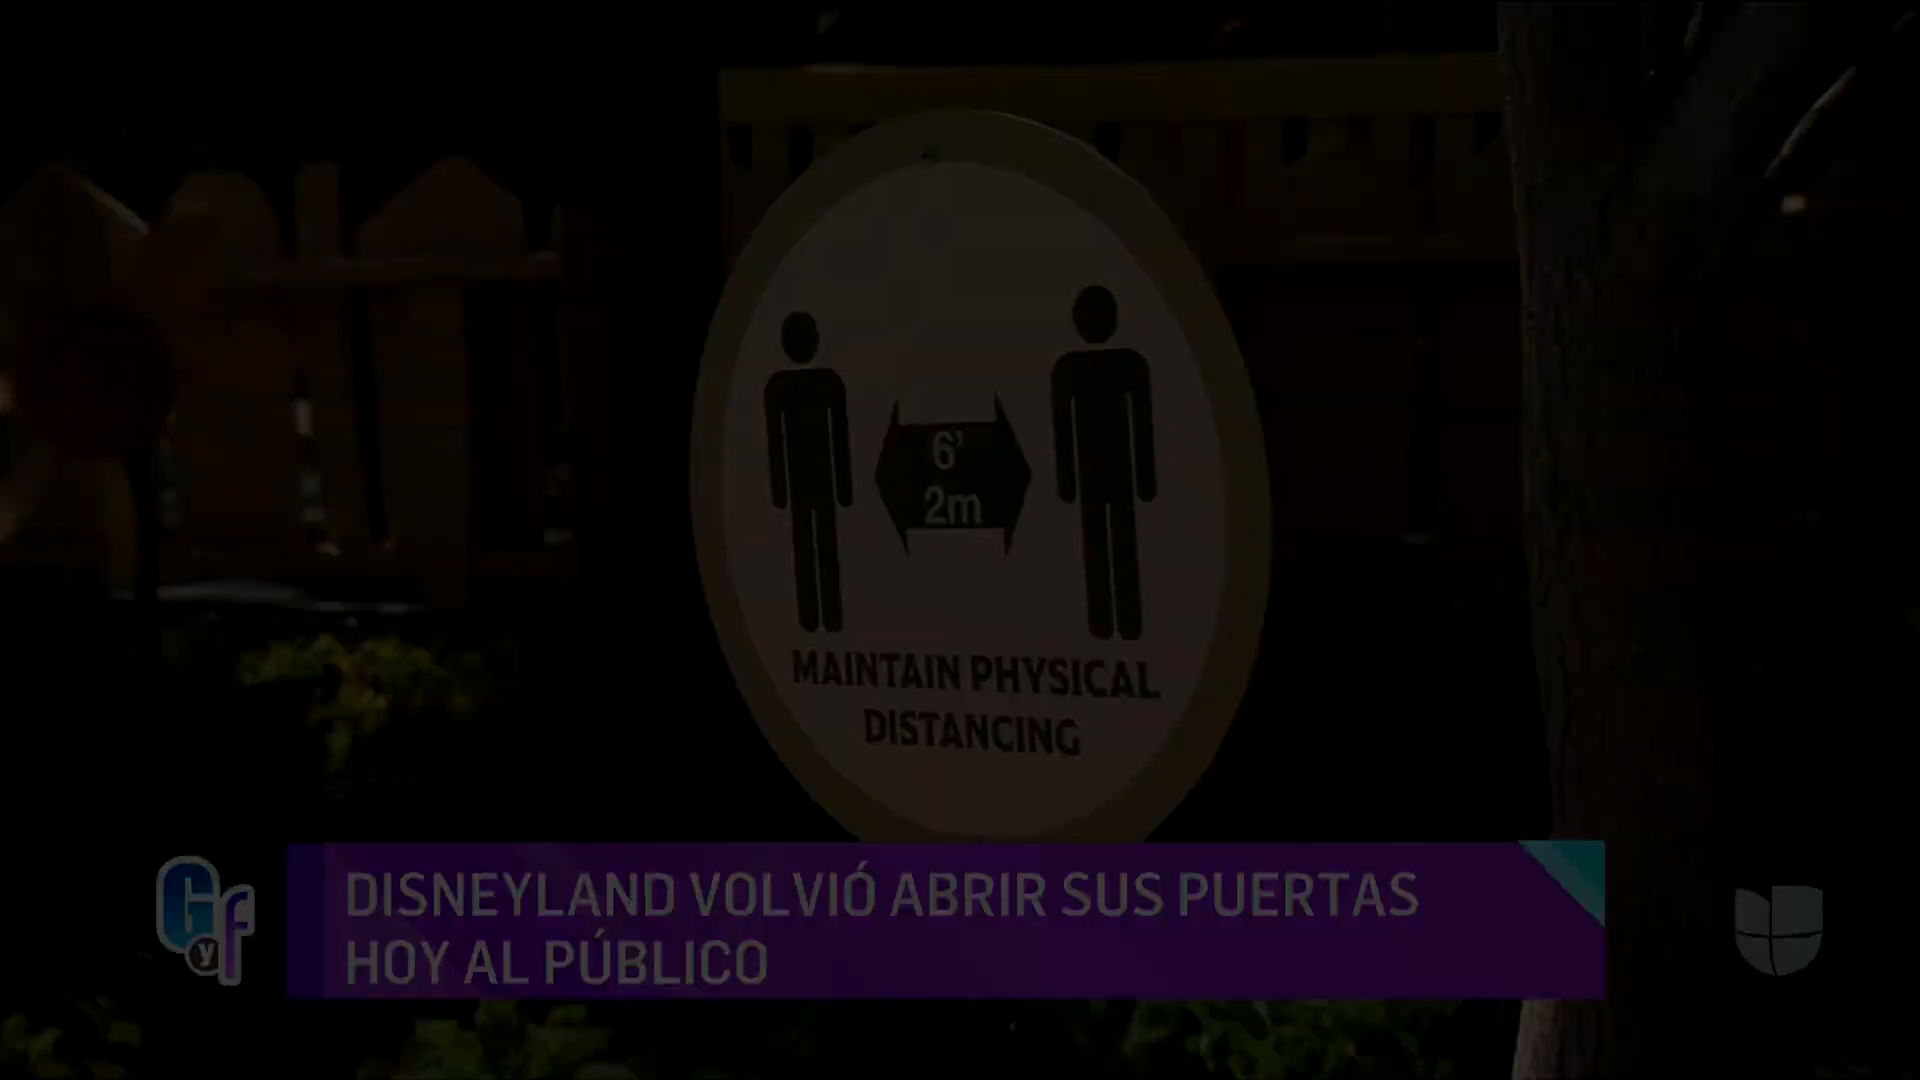 6'
2m
MAINTAIN PHYSICAL
DISTANCING
G y f
DISNEYLAND VOLVIÓ ABRIR SUS PUERTAS
HOY AL PÚBLICO